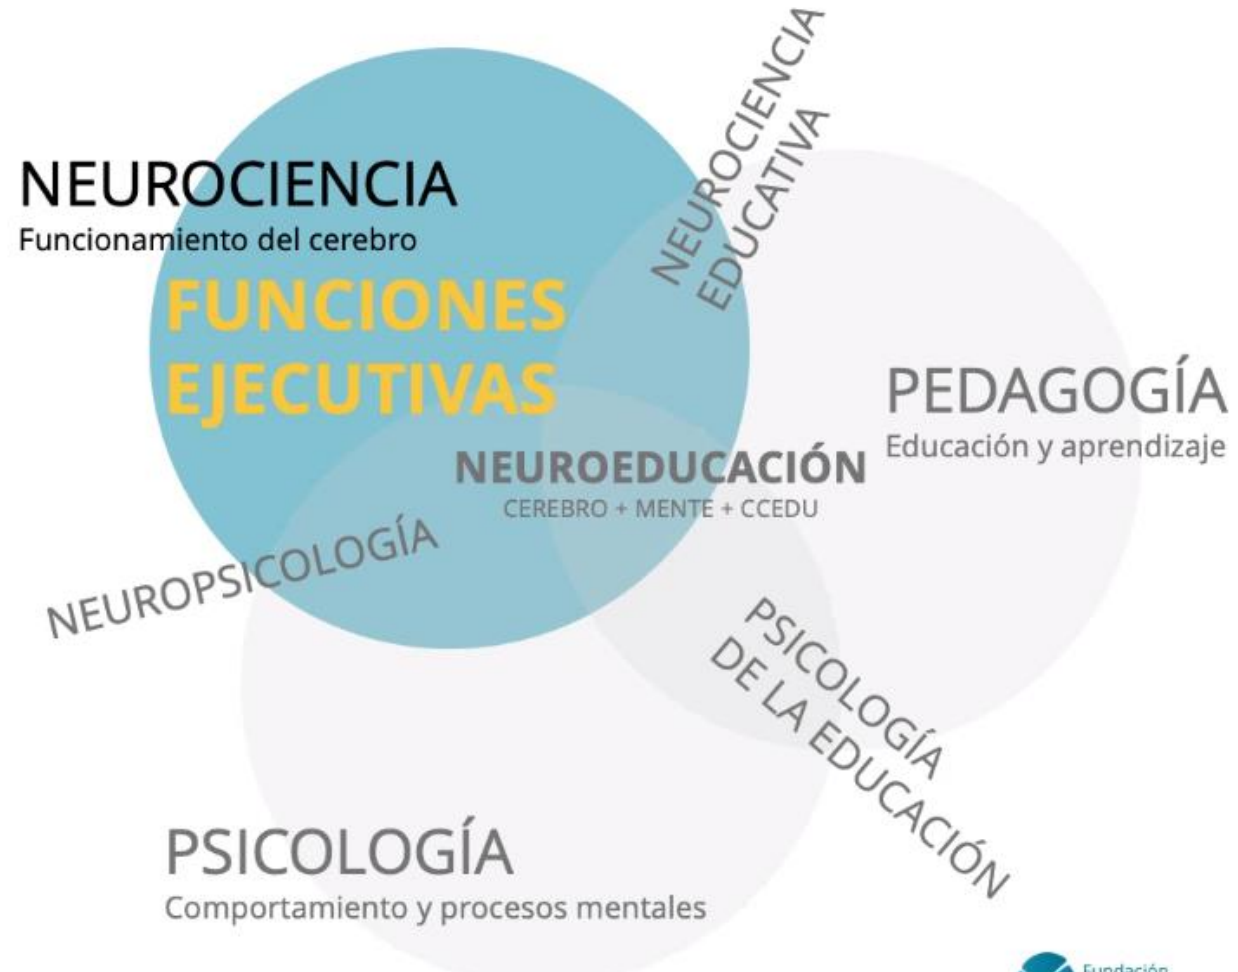 NEUROCIENCIA
EDUCATIVA
NEUROCIENCIA
Funcionamiento del cerebro
FUNCIONES
EJECUTIVAS
PEDAGOGÍA
Educación y aprendizaje
NEUROEDUCACIÓN
CEREBRO + MENTE + CCEDU
NEUROPSICOLOGÍA
PSICOLOGÍA
DE LA EDUCACIÓN
PSICOLOGÍA
Comportamiento y procesos mentales
Fundación